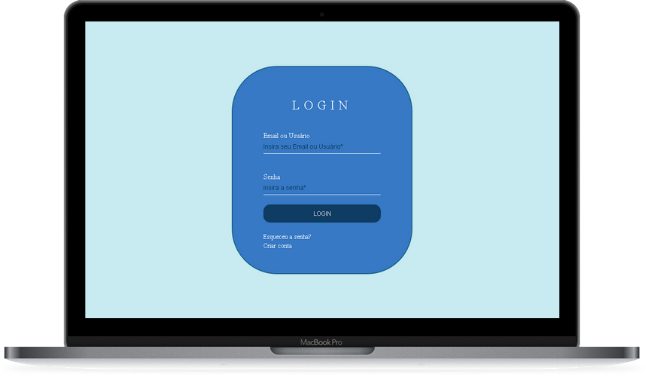 LOGIN
Email ou Usuário
Insira seu Email ou Usuário*
Senha
Insira a senha*
LOGIN
Esqueceu a senha?
Criar conta
MacBook Pro